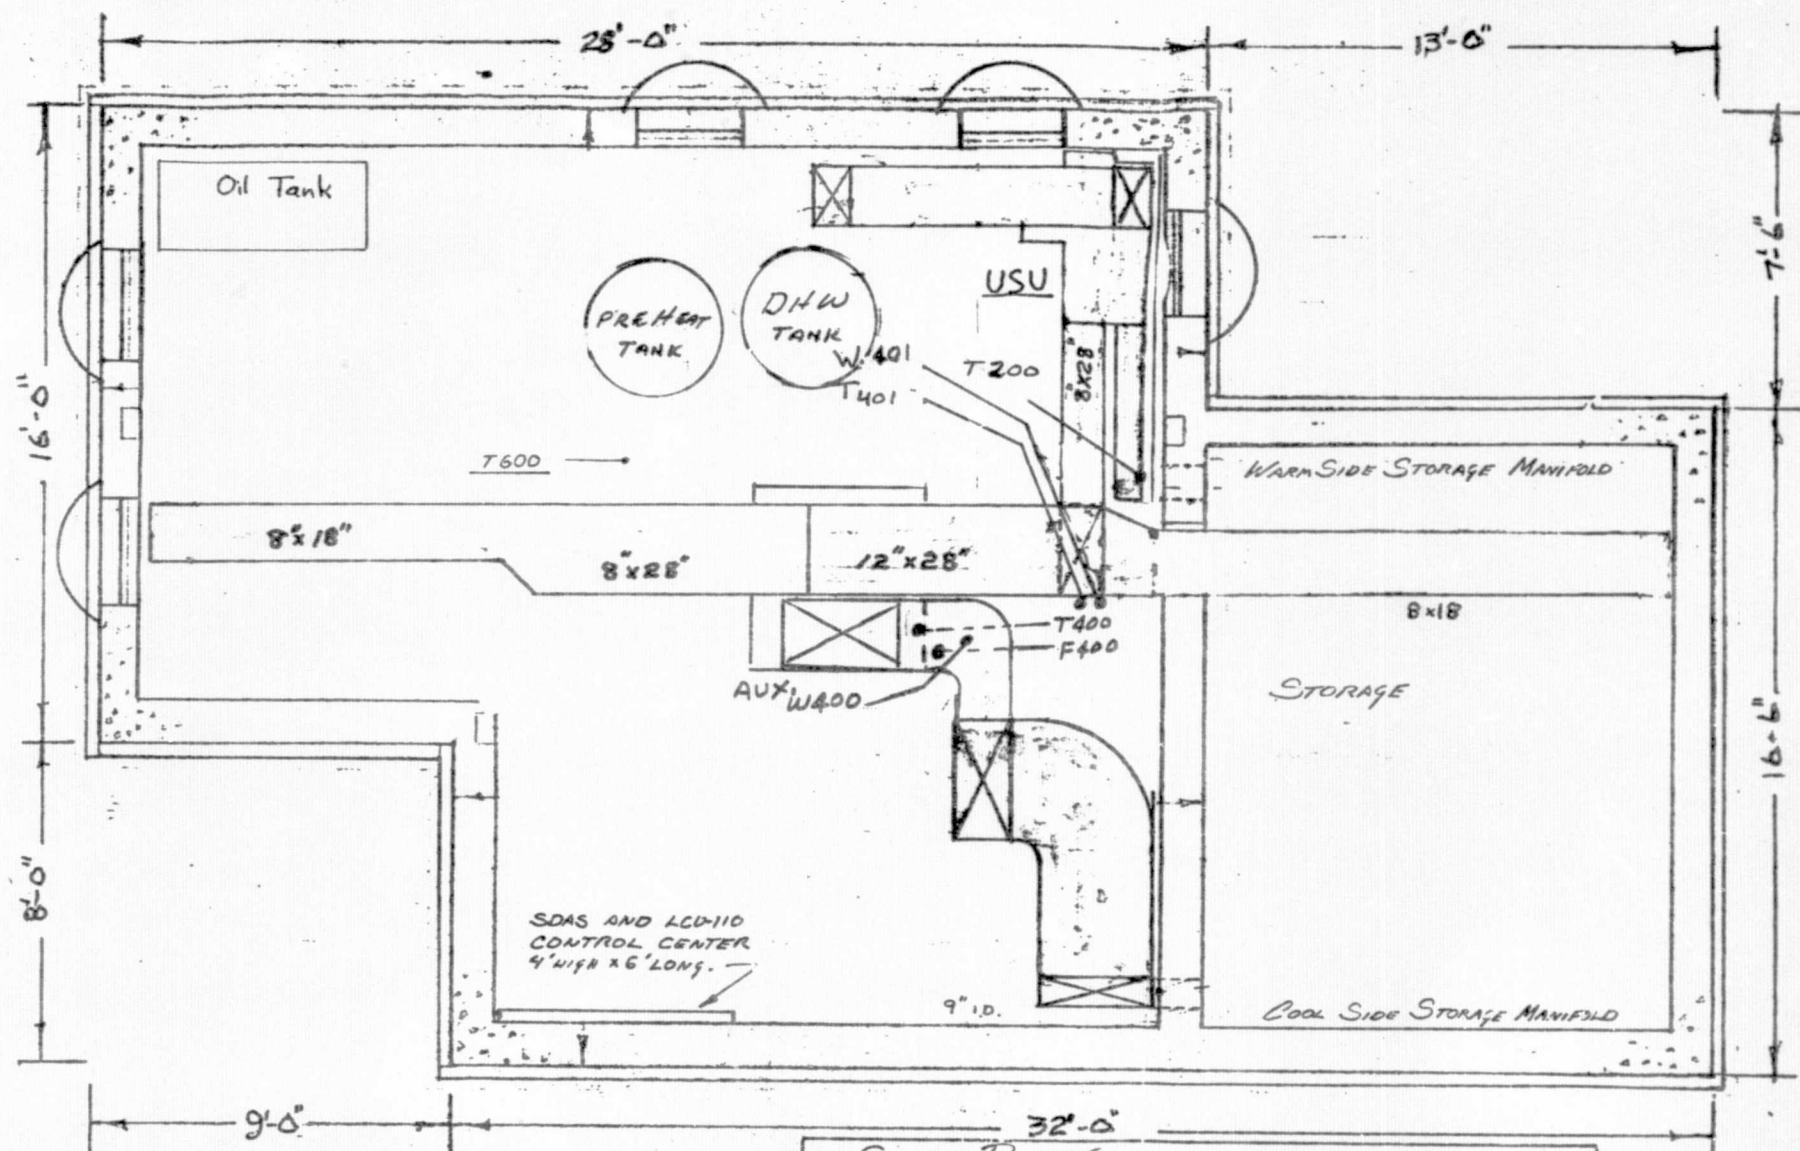 28'-0"
13'-0"
Oil Tank
7'-6"
USU
PREHEAT
TANK
DHW
TANK
W401
T401
T200
8"X28"
16'-0"
T600
WARM SIDE STORAGE MANIFOLD
8"x18"
8"x28"
12"x28"
8x18
T400
F400
AUX.
W400
STORAGE
16'-6"
8'-0"
SDAS AND LCU-110
CONTROL CENTER
4' HIGH x 6' LONG.
9" I.D.
COOL SIDE STORAGE MANIFOLD
9'-0"
32'-0"